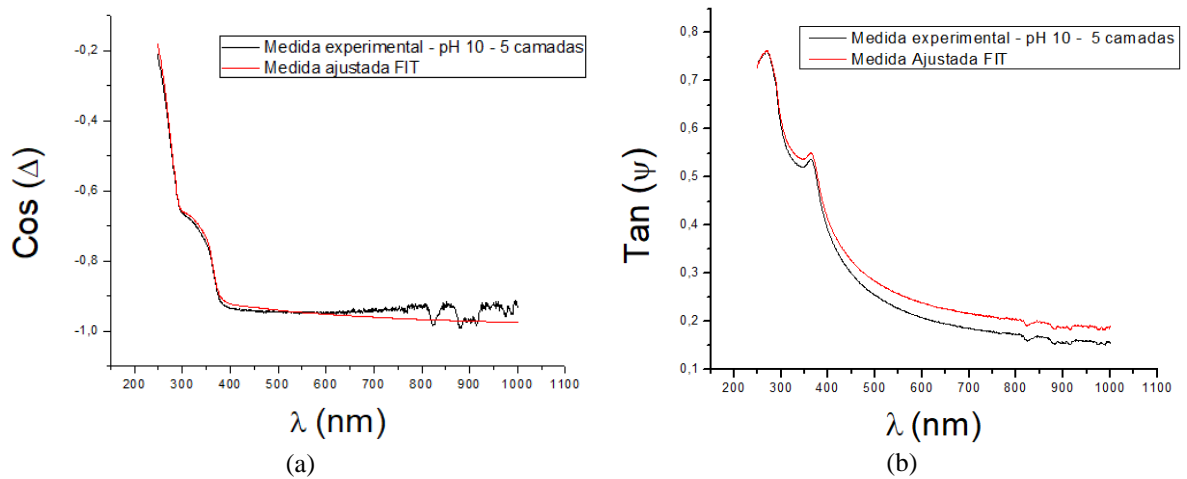 Medida experimental - pH 10 - 5 camadas
Medida ajustada FIT
Cos (Δ)
-0,2
-0,4
-0,6
-0,8
-1,0
200 300 400 500 600 700 800 900 1000 1100
λ (nm)
(a)
Medida experimental - pH 10 - 5 camadas
Medida Ajustada FIT
Tan (ψ)
0,8
0,7
0,6
0,5
0,4
0,3
0,2
0,1
200 300 400 500 600 700 800 900 1000 1100
λ (nm)
(b)